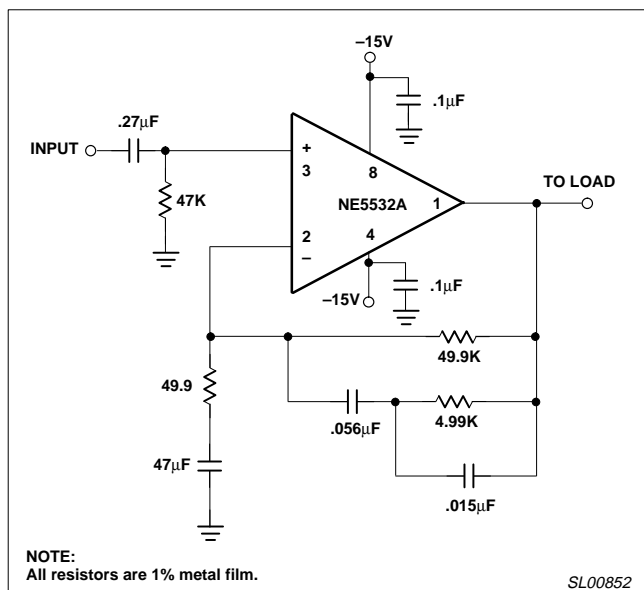 –15V
.1µF
.27µF
INPUT
+
3
8
TO LOAD
47K
NE5532A
1
2
4
–
–15V
.1µF
49.9K
49.9
.056µF
4.99K
47µF
.015µF
NOTE:
All resistors are 1% metal film.
SL00852